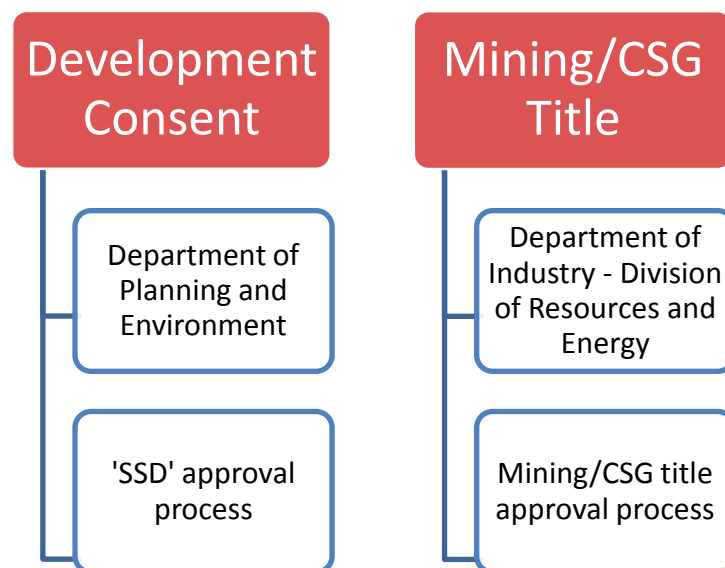 Development
Consent
Department of
Planning and
Environment
'SSD' approval
process
Mining/CSG
Title
Department of
Industry - Division
of Resources and
Energy
Mining/CSG title
approval process